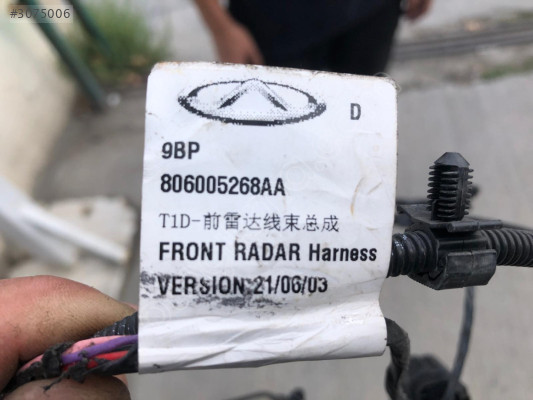 #3075006
D
9BP
806005268AA
T1D-前雷达线束总成
FRONT RADAR Harness
VERSION:21/06/03